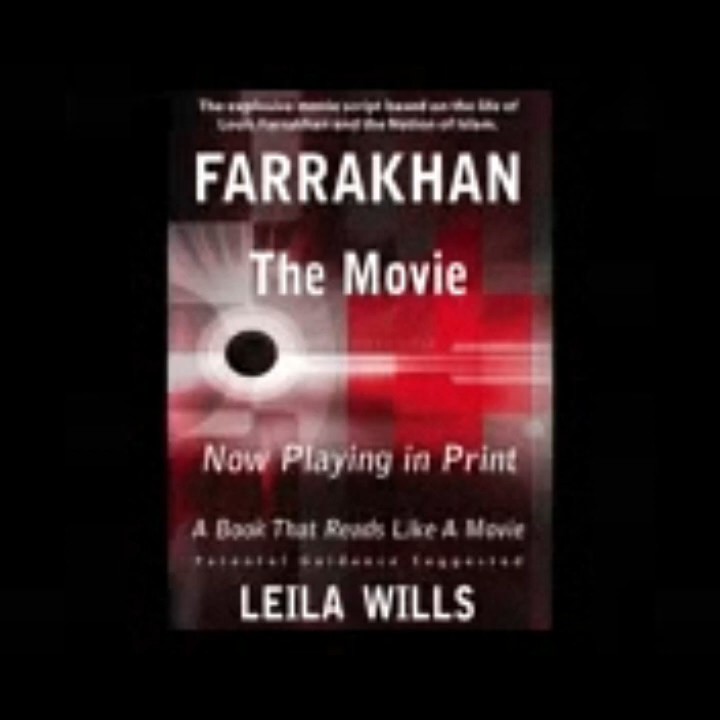 The explosive movie script based on the life of
Louis Farrakhan and the Nation of Islam.
FARRAKHAN
The Movie
Now Playing in Print
A Book That Reads Like A Movie
Parental Guidance Suggested
LEILA WILLS